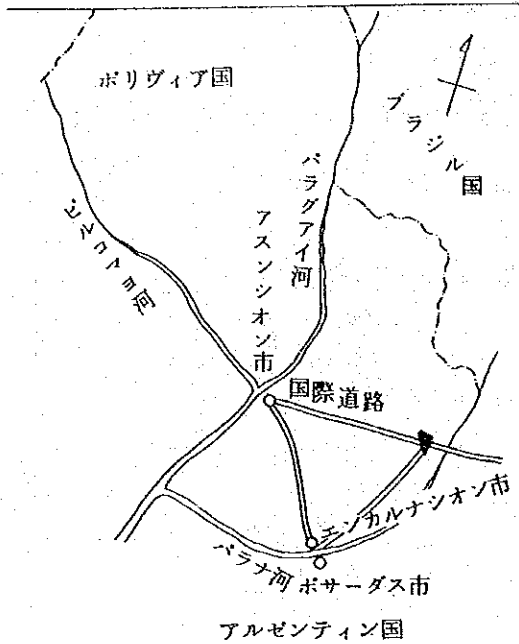 ボリヴィア国
ブラジル国
パラグアイ河
ピルコマヨ河
アスンシオン市
国際道路
エンカルナシオン市
パラナ河
ポサーダス市
アルゼンティン国